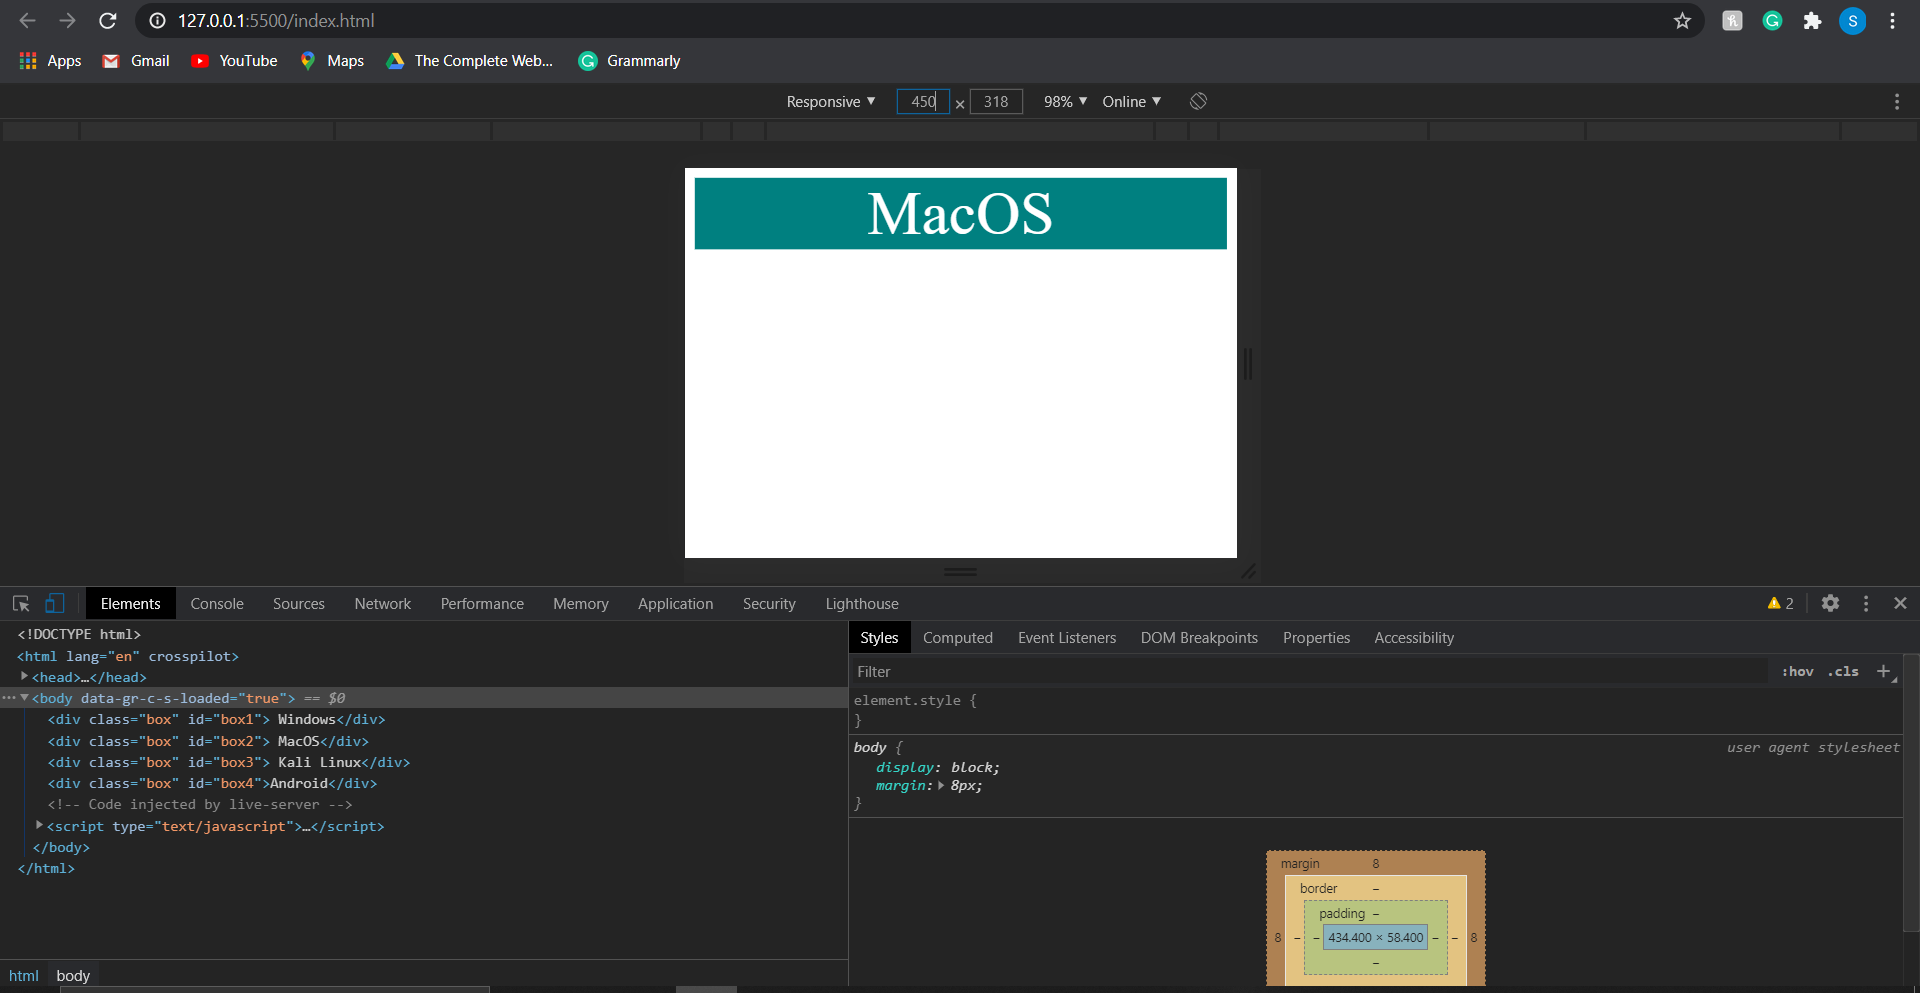 127.0.0.1:5500/index.html
S
Apps Gmail YouTube Maps The Complete Web... Grammarly
Responsive ▼ 450 × 318 98% ▼ Online ▼
MacOS
Elements Console Sources Network Performance Memory Application Security Lighthouse 2
<!DOCTYPE html>
<html lang="en" crosspilot>
<head>…</head>
<body data-gr-c-s-loaded="true"> == $0
<div class="box" id="box1"> Windows</div>
<div class="box" id="box2"> MacOS</div>
<div class="box" id="box3"> Kali Linux</div>
<div class="box" id="box4">Android</div>
<!-- Code injected by live-server -->
<script type="text/javascript">…</script>
</body>
</html>
html body
Styles Computed Event Listeners DOM Breakpoints Properties Accessibility
Filter :hov .cls +
element.style {
}
body { user agent stylesheet
display: block;
margin: 8px;
}
margin 8
border –
padding –
8 – – 434.400 × 58.400 – – 8
–